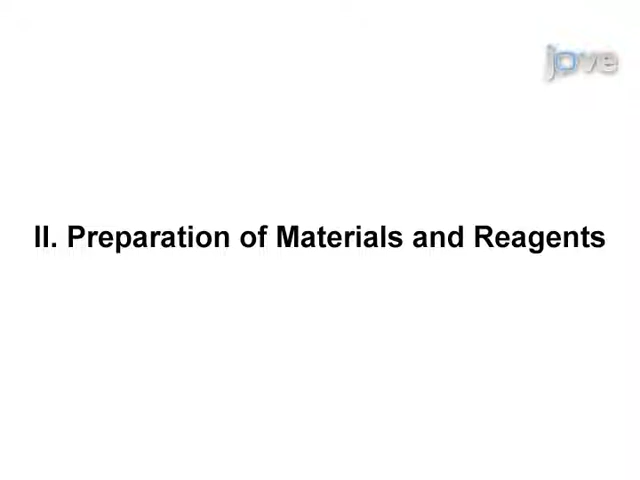 jove
II. Preparation of Materials and Reagents